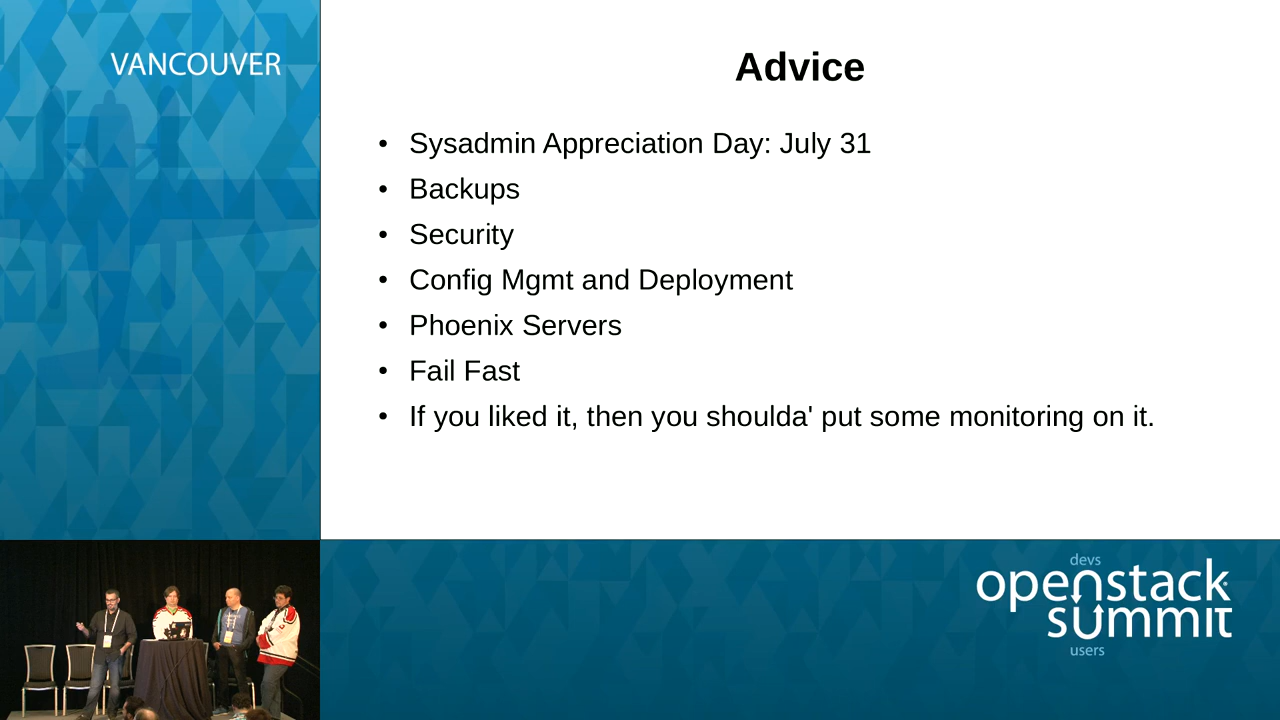 VANCOUVER
Advice
• Sysadmin Appreciation Day: July 31
• Backups
• Security
• Config Mgmt and Deployment
• Phoenix Servers
• Fail Fast
• If you liked it, then you shoulda' put some monitoring on it.
devs
openstack
summit
users